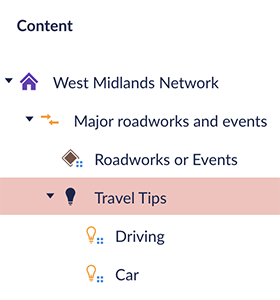 Content
West Midlands Network
Major roadworks and events
Roadworks or Events
Travel Tips
Driving
Car